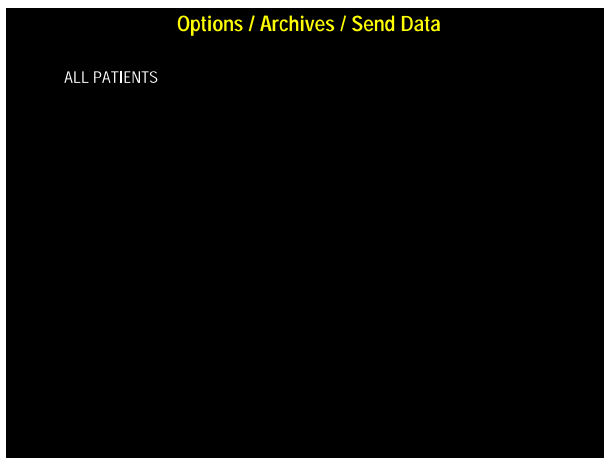 Options / Archives / Send Data
ALL PATIENTS